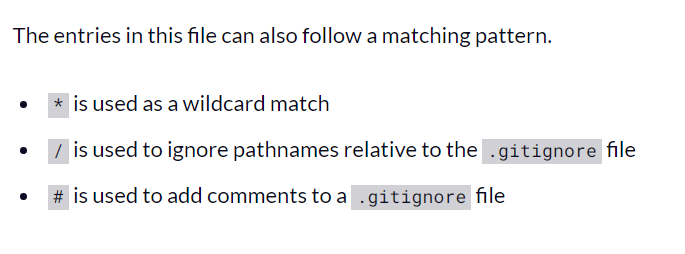 The entries in this file can also follow a matching pattern.
• * is used as a wildcard match
• / is used to ignore pathnames relative to the .gitignore file
• # is used to add comments to a .gitignore file